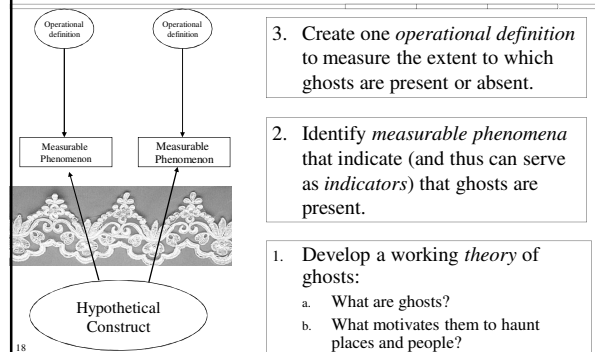 Operational
definition
Operational
definition
Measurable
Phenomenon
Measurable
Phenomenon
Hypothetical
Construct
3. Create one operational definition
to measure the extent to which
ghosts are present or absent.
2. Identify measurable phenomena
that indicate (and thus can serve
as indicators) that ghosts are
present.
1. Develop a working theory of
ghosts:
a. What are ghosts?
b. What motivates them to haunt
places and people?
18